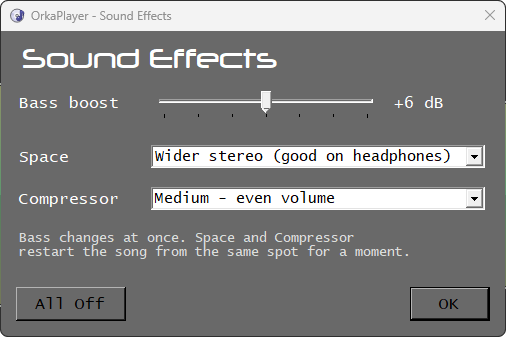 OrkaPlayer - Sound Effects
Sound Effects
Bass boost +6 dB
Space Wider stereo (good on headphones)
Compressor Medium - even volume
Bass changes at once. Space and Compressor
restart the song from the same spot for a moment.
All Off OK